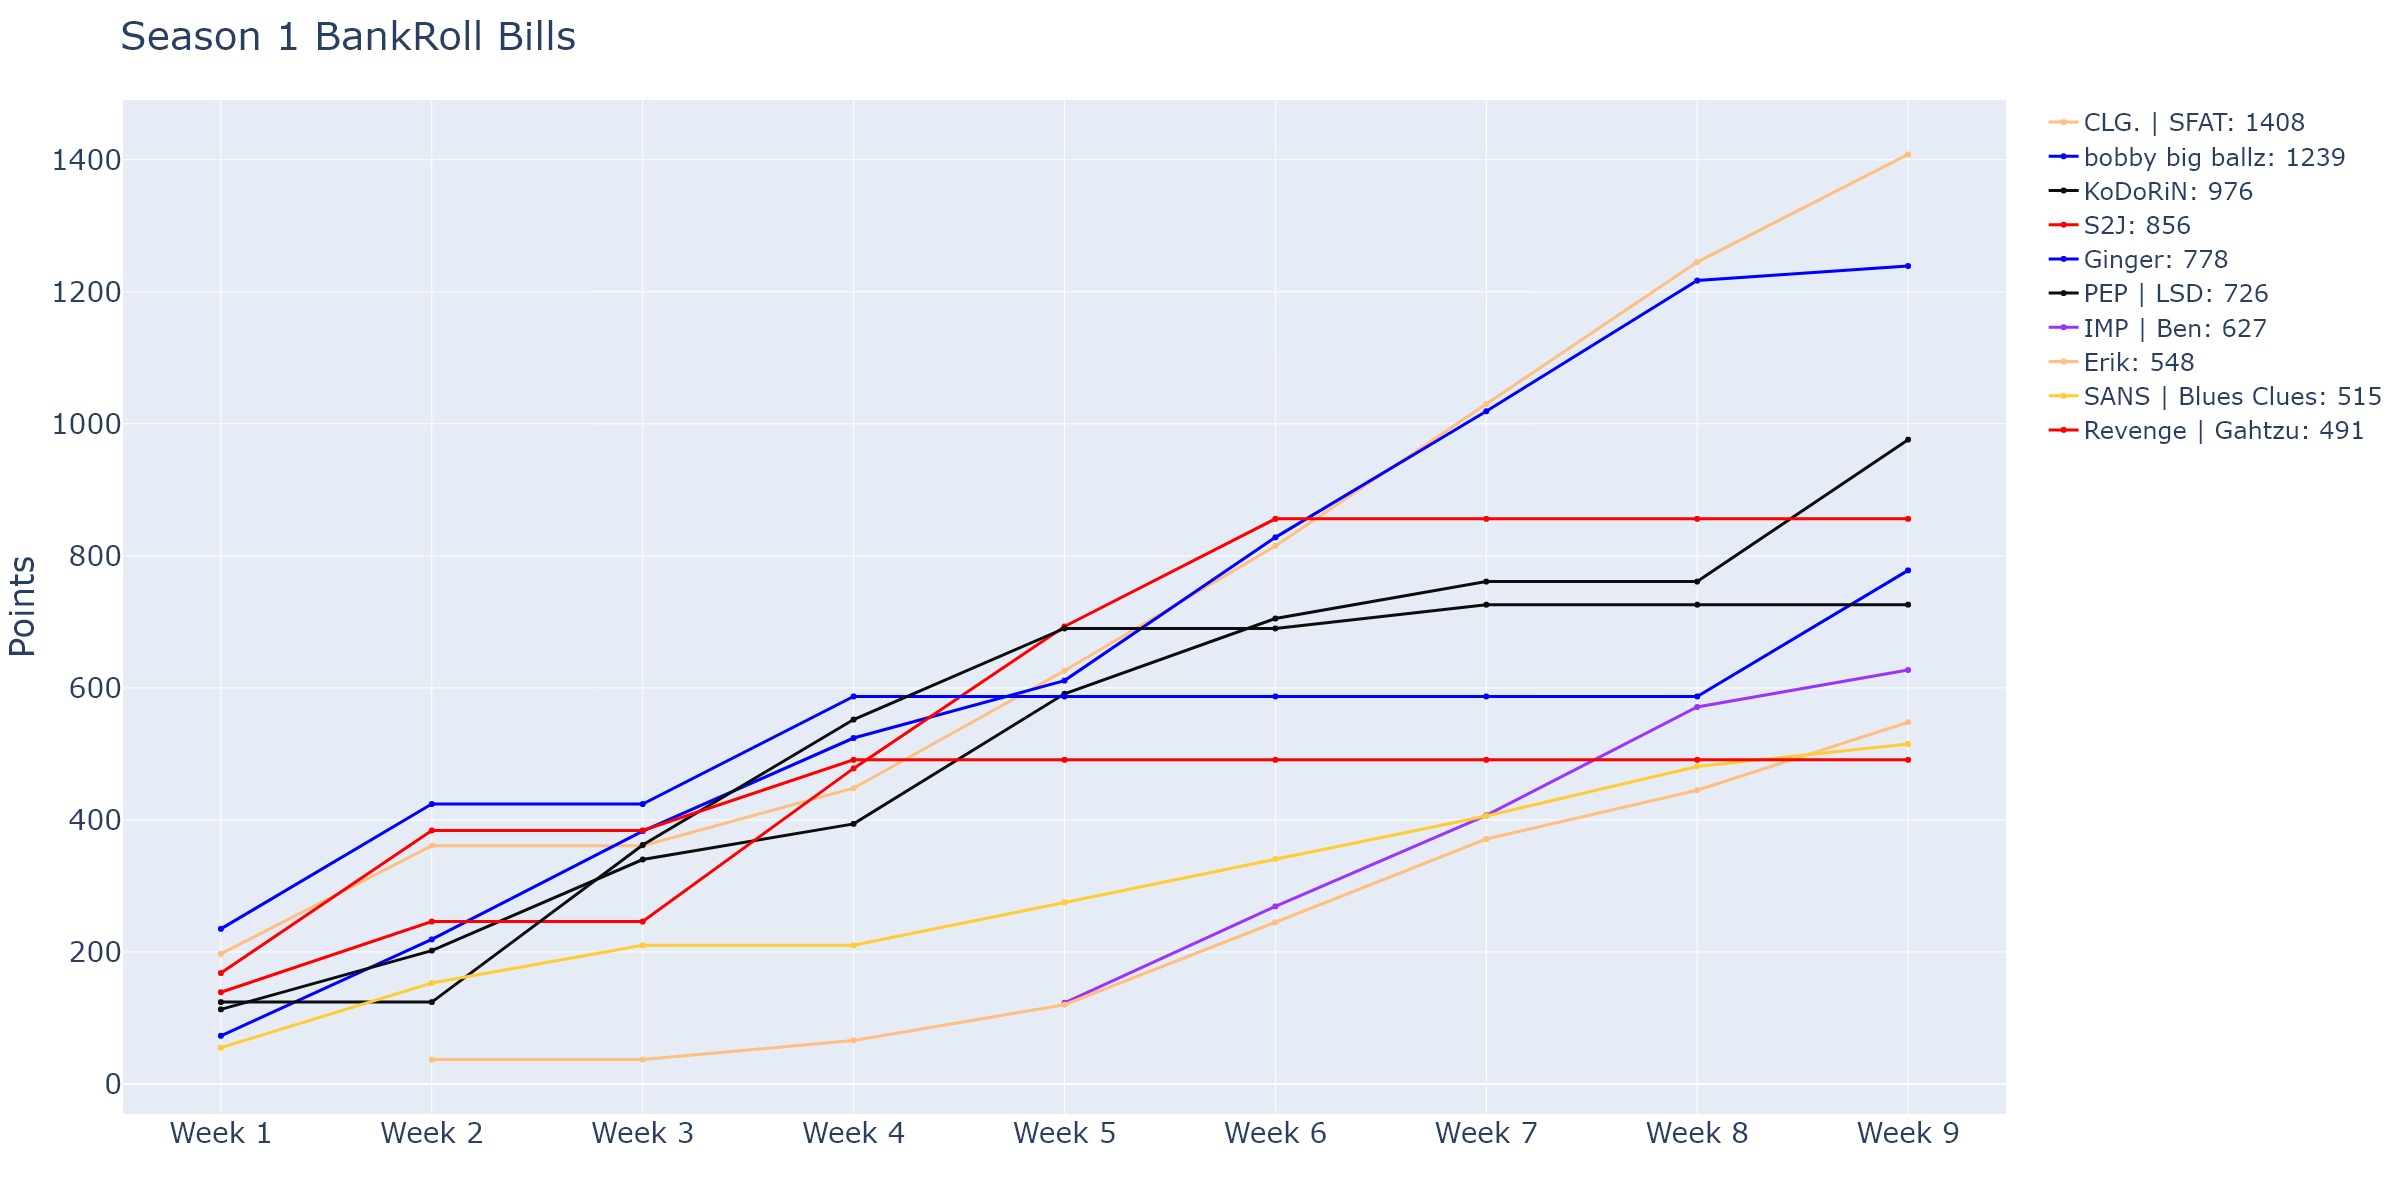 Season 1 BankRoll Bills
CLG. | SFAT: 1408
bobby big ballz: 1239
KoDoRiN: 976
S2J: 856
Ginger: 778
PEP | LSD: 726
IMP | Ben: 627
Erik: 548
SANS | Blues Clues: 515
Revenge | Gahtzu: 491
Points
1400
1200
1000
800
600
400
200
0
Week 1 Week 2 Week 3 Week 4 Week 5 Week 6 Week 7 Week 8 Week 9